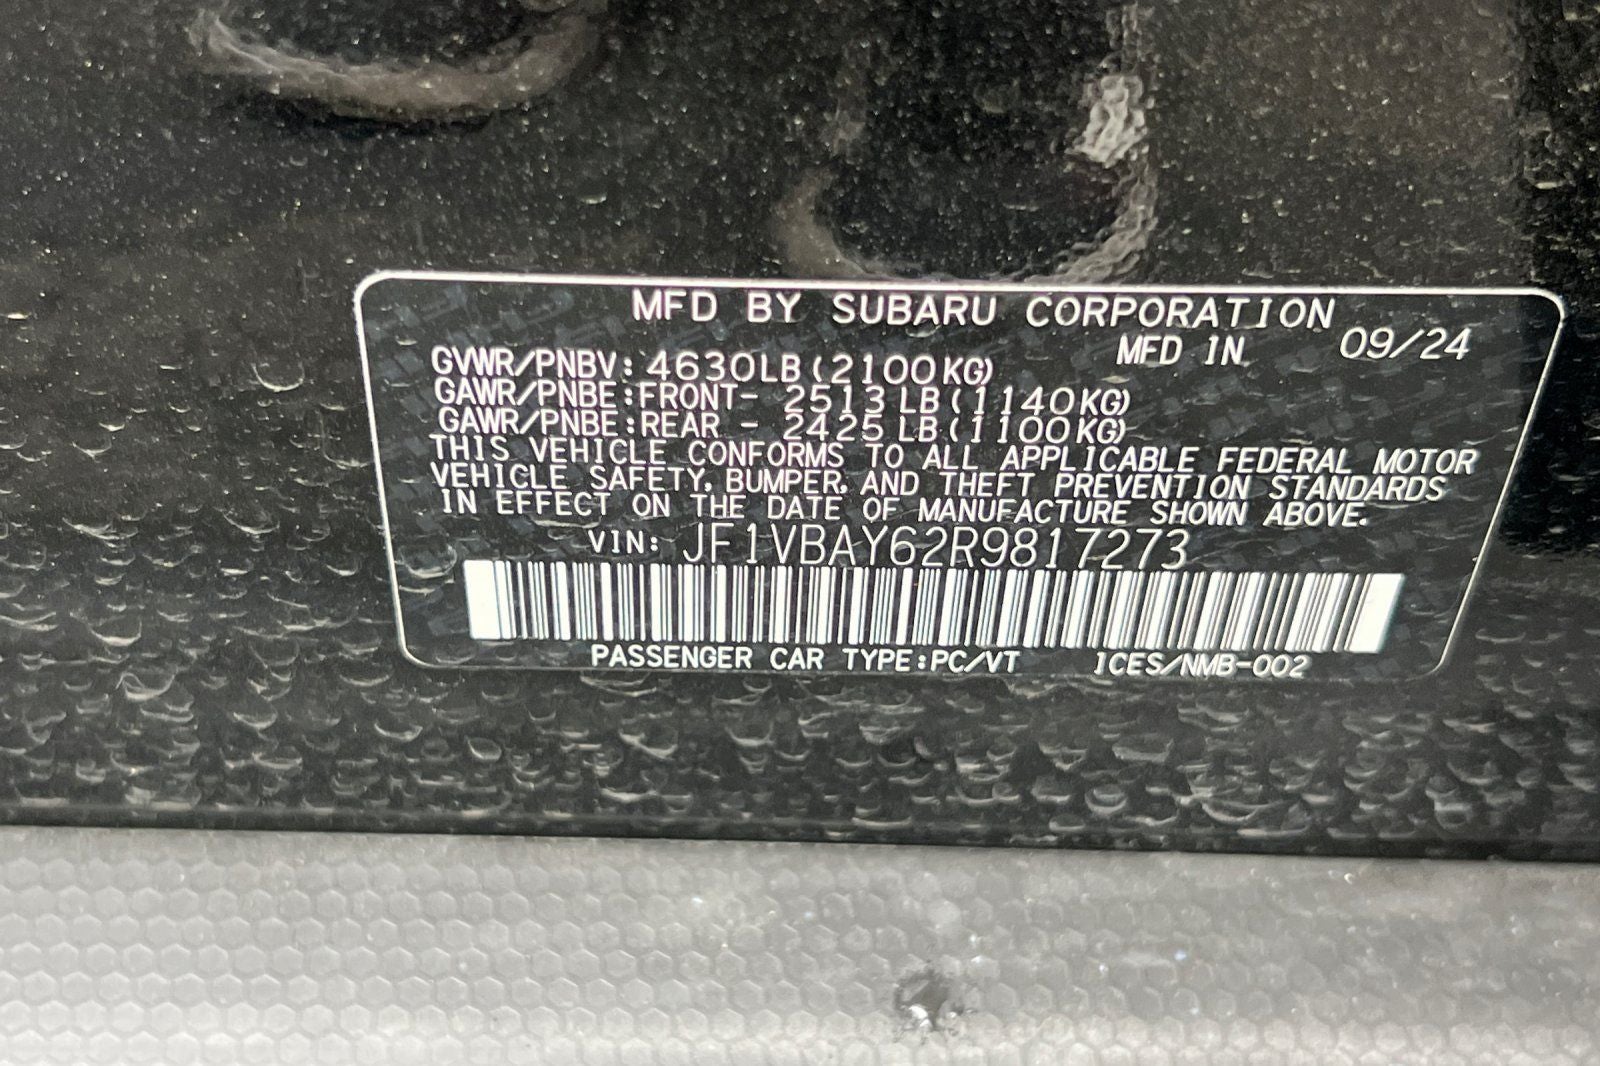 MFD BY SUBARU CORPORATION
MFD IN 09/24
GVWR/PNBV: 4630LB(2100KG)
GAWR/PNBE:FRONT- 2513LB(1140KG)
GAWR/PNBE:REAR - 2425LB(1100KG)
THIS VEHICLE CONFORMS TO ALL APPLICABLE FEDERAL MOTOR
VEHICLE SAFETY, BUMPER, AND THEFT PREVENTION STANDARDS
IN EFFECT ON THE DATE OF MANUFACTURE SHOWN ABOVE.
VIN: JF1VBAY62R9817273
PASSENGER CAR TYPE:PC/VT ICES/NMB-002